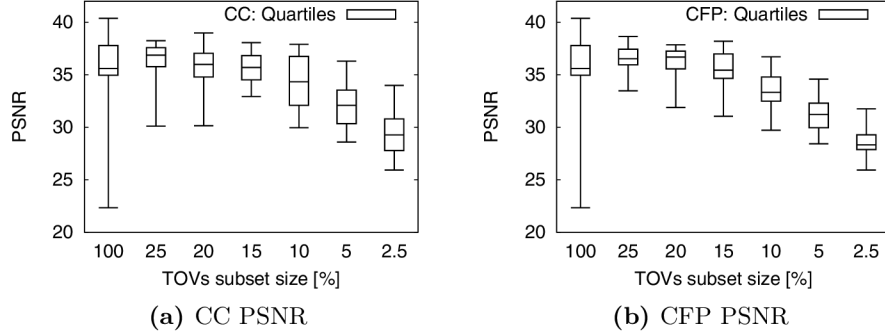 CC: Quartiles
PSNR
40
35
30
25
20
100 25 20 15 10 5 2.5
TOVs subset size [%]
(a) CC PSNR
CFP: Quartiles
PSNR
40
35
30
25
20
100 25 20 15 10 5 2.5
TOVs subset size [%]
(b) CFP PSNR